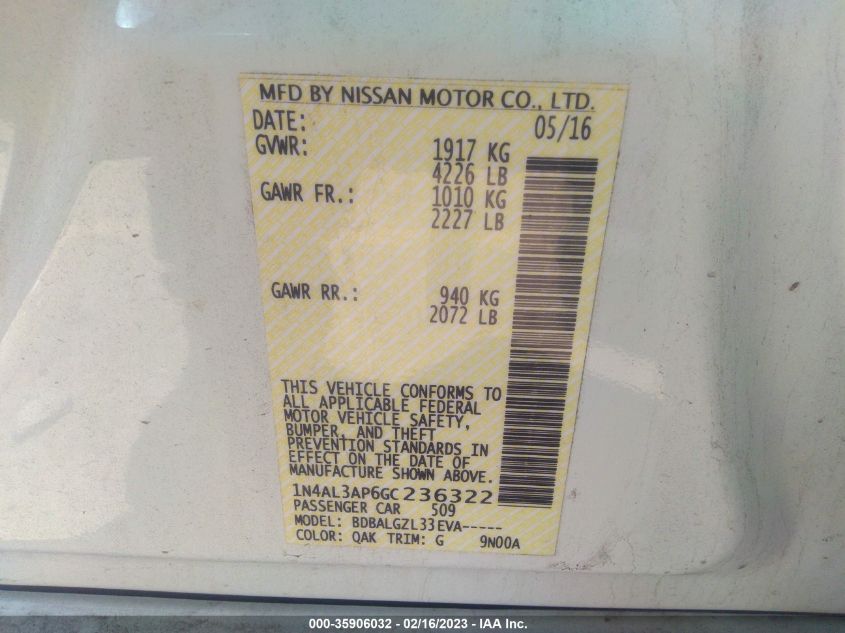 MFD BY NISSAN MOTOR CO., LTD.
DATE: 05/16
GVWR: 1917 KG
4226 LB
GAWR FR.: 1010 KG
2227 LB
GAWR RR.: 940 KG
2072 LB
THIS VEHICLE CONFORMS TO
ALL APPLICABLE FEDERAL
MOTOR VEHICLE SAFETY,
BUMPER, AND THEFT
PREVENTION STANDARDS IN
EFFECT ON THE DATE OF
MANUFACTURE SHOWN ABOVE.
1N4AL3AP6GC236322
PASSENGER CAR 509
MODEL: BDBALGZL33EVA-----
COLOR: QAK TRIM: G 9N00A
000-35906032 - 02/16/2023 - IAA Inc.